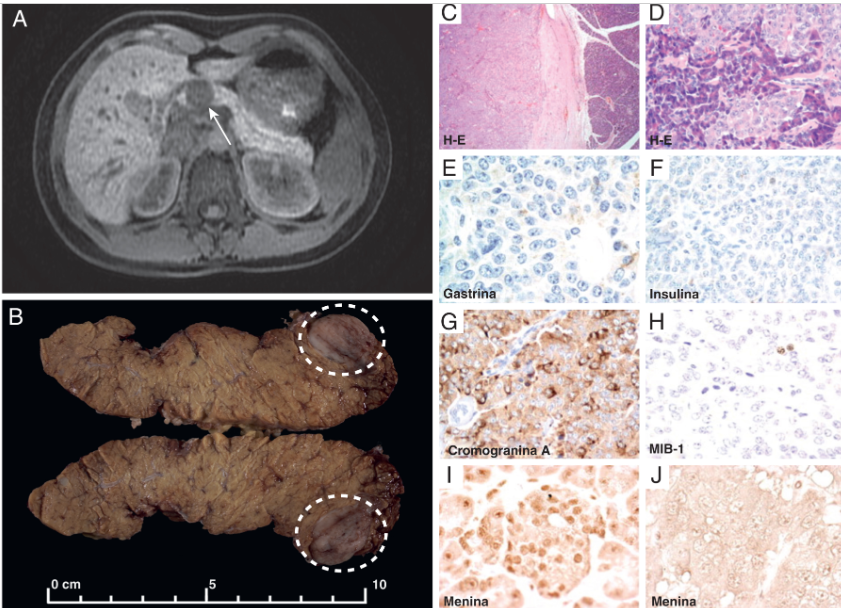 A
B
0 cm
5
10
C
H-E
D
H-E
E
Gastrina
F
Insulina
G
Cromogranina A
H
MIB-1
I
Menina
J
Menina